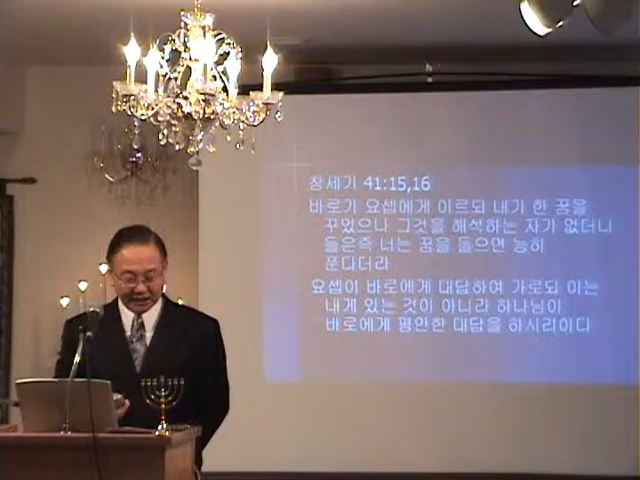 창세기 41:15,16
바로가 요셉에게 이르되 내가 한 꿈을
꾸었으나 그것을 해석하는 자가 없더니
들은즉 너는 꿈을 들으면 능히
푼다더라
요셉이 바로에게 대답하여 가로되 이는
내게 있는 것이 아니라 하나님이
바로에게 평안한 대답을 하시리이다